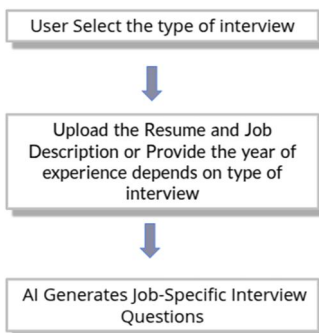 User Select the type of interview
Upload the Resume and Job
Description or Provide the year of
experience depends on type of
interview
AI Generates Job-Specific Interview
Questions